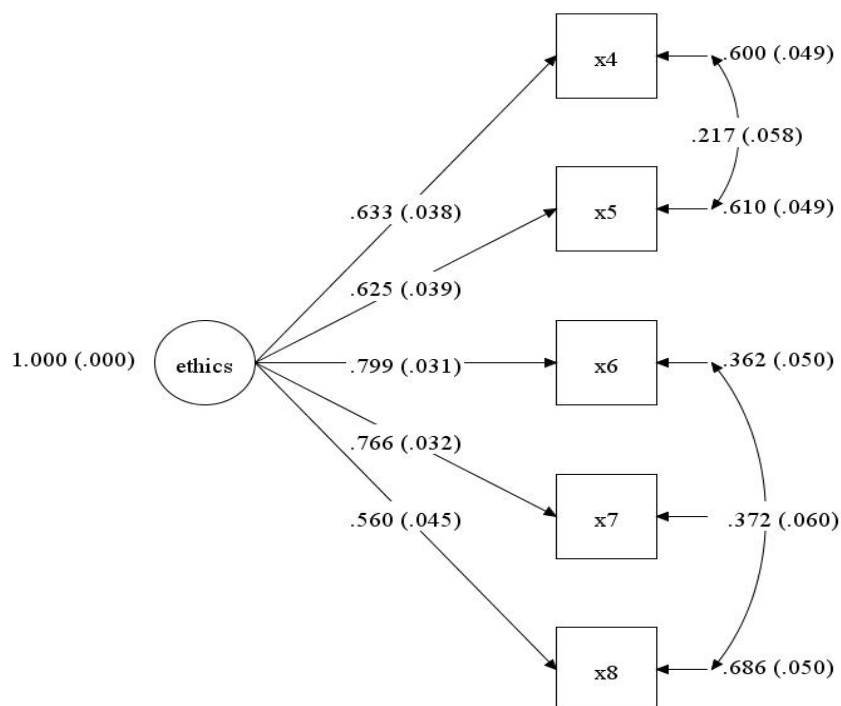 x4
.600 (.049)
.217 (.058)
.633 (.038)
x5
.610 (.049)
.625 (.039)
1.000 (.000)
ethics
.799 (.031)
x6
.362 (.050)
.766 (.032)
.560 (.045)
x7
.372 (.060)
x8
.686 (.050)